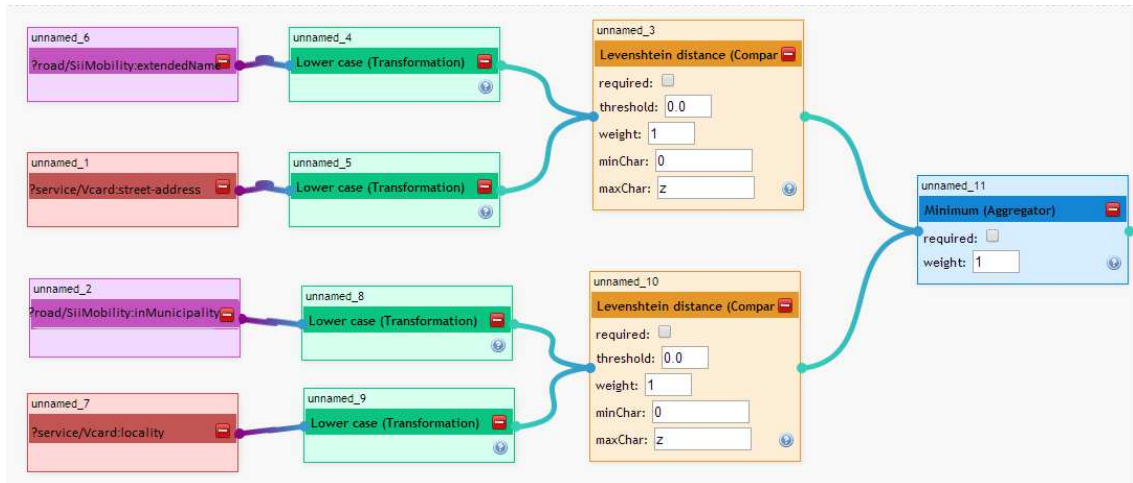 unnamed_6
?road/SiiMobility:extendedName
unnamed_4
Lower case (Transformation)
unnamed_3
Levenshtein distance (Compar
required:
threshold: 0.0
weight: 1
minChar: 0
maxChar: z
unnamed_1
?service/Vcard:street-address
unnamed_5
Lower case (Transformation)
unnamed_11
Minimum (Aggregator)
required:
weight: 1
unnamed_2
?road/SiiMobility:inMunicipality
unnamed_8
Lower case (Transformation)
unnamed_10
Levenshtein distance (Compar
required:
threshold: 0.0
weight: 1
minChar: 0
maxChar: z
unnamed_7
?service/Vcard:locality
unnamed_9
Lower case (Transformation)